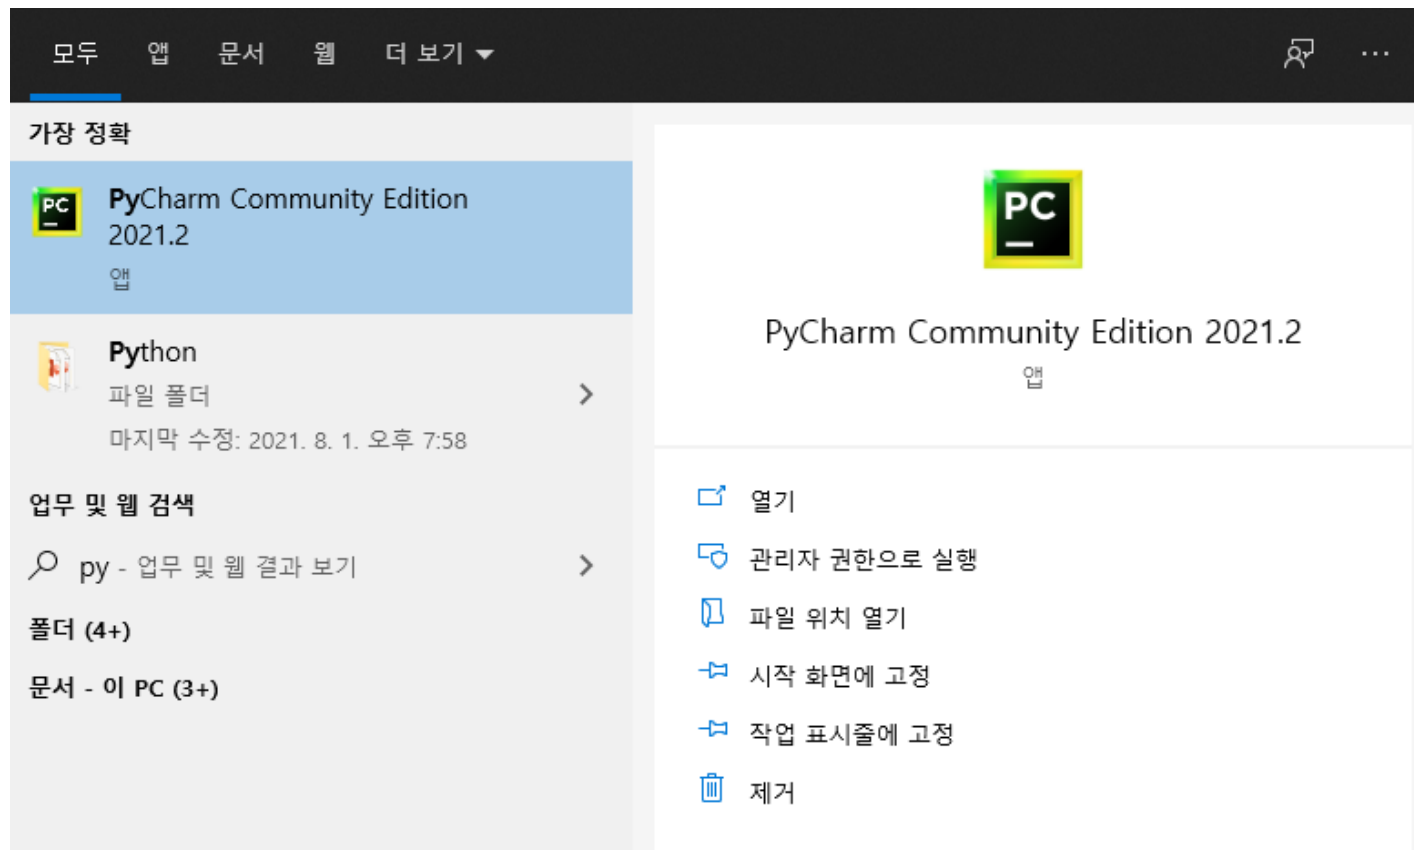 모두 앱 문서 웹 더 보기
가장 정확
PC
PyCharm Community Edition
2021.2
앱
Python
파일 폴더
마지막 수정: 2021. 8. 1. 오후 7:58
업무 및 웹 검색
py - 업무 및 웹 결과 보기
폴더 (4+)
문서 - 이 PC (3+)
PC
PyCharm Community Edition 2021.2
앱
열기
관리자 권한으로 실행
파일 위치 열기
시작 화면에 고정
작업 표시줄에 고정
제거